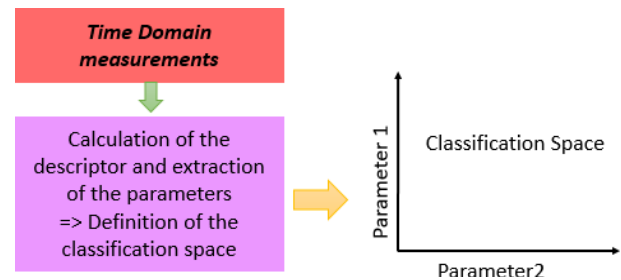 Time Domain
measurements
Calculation of the
descriptor and extraction
of the parameters
=> Definition of the
classification space
Parameter 1
Classification Space
Parameter2